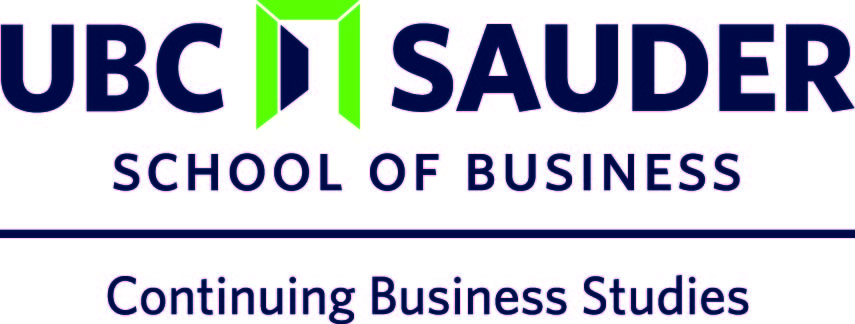 UBC SAUDER
SCHOOL OF BUSINESS
Continuing Business Studies